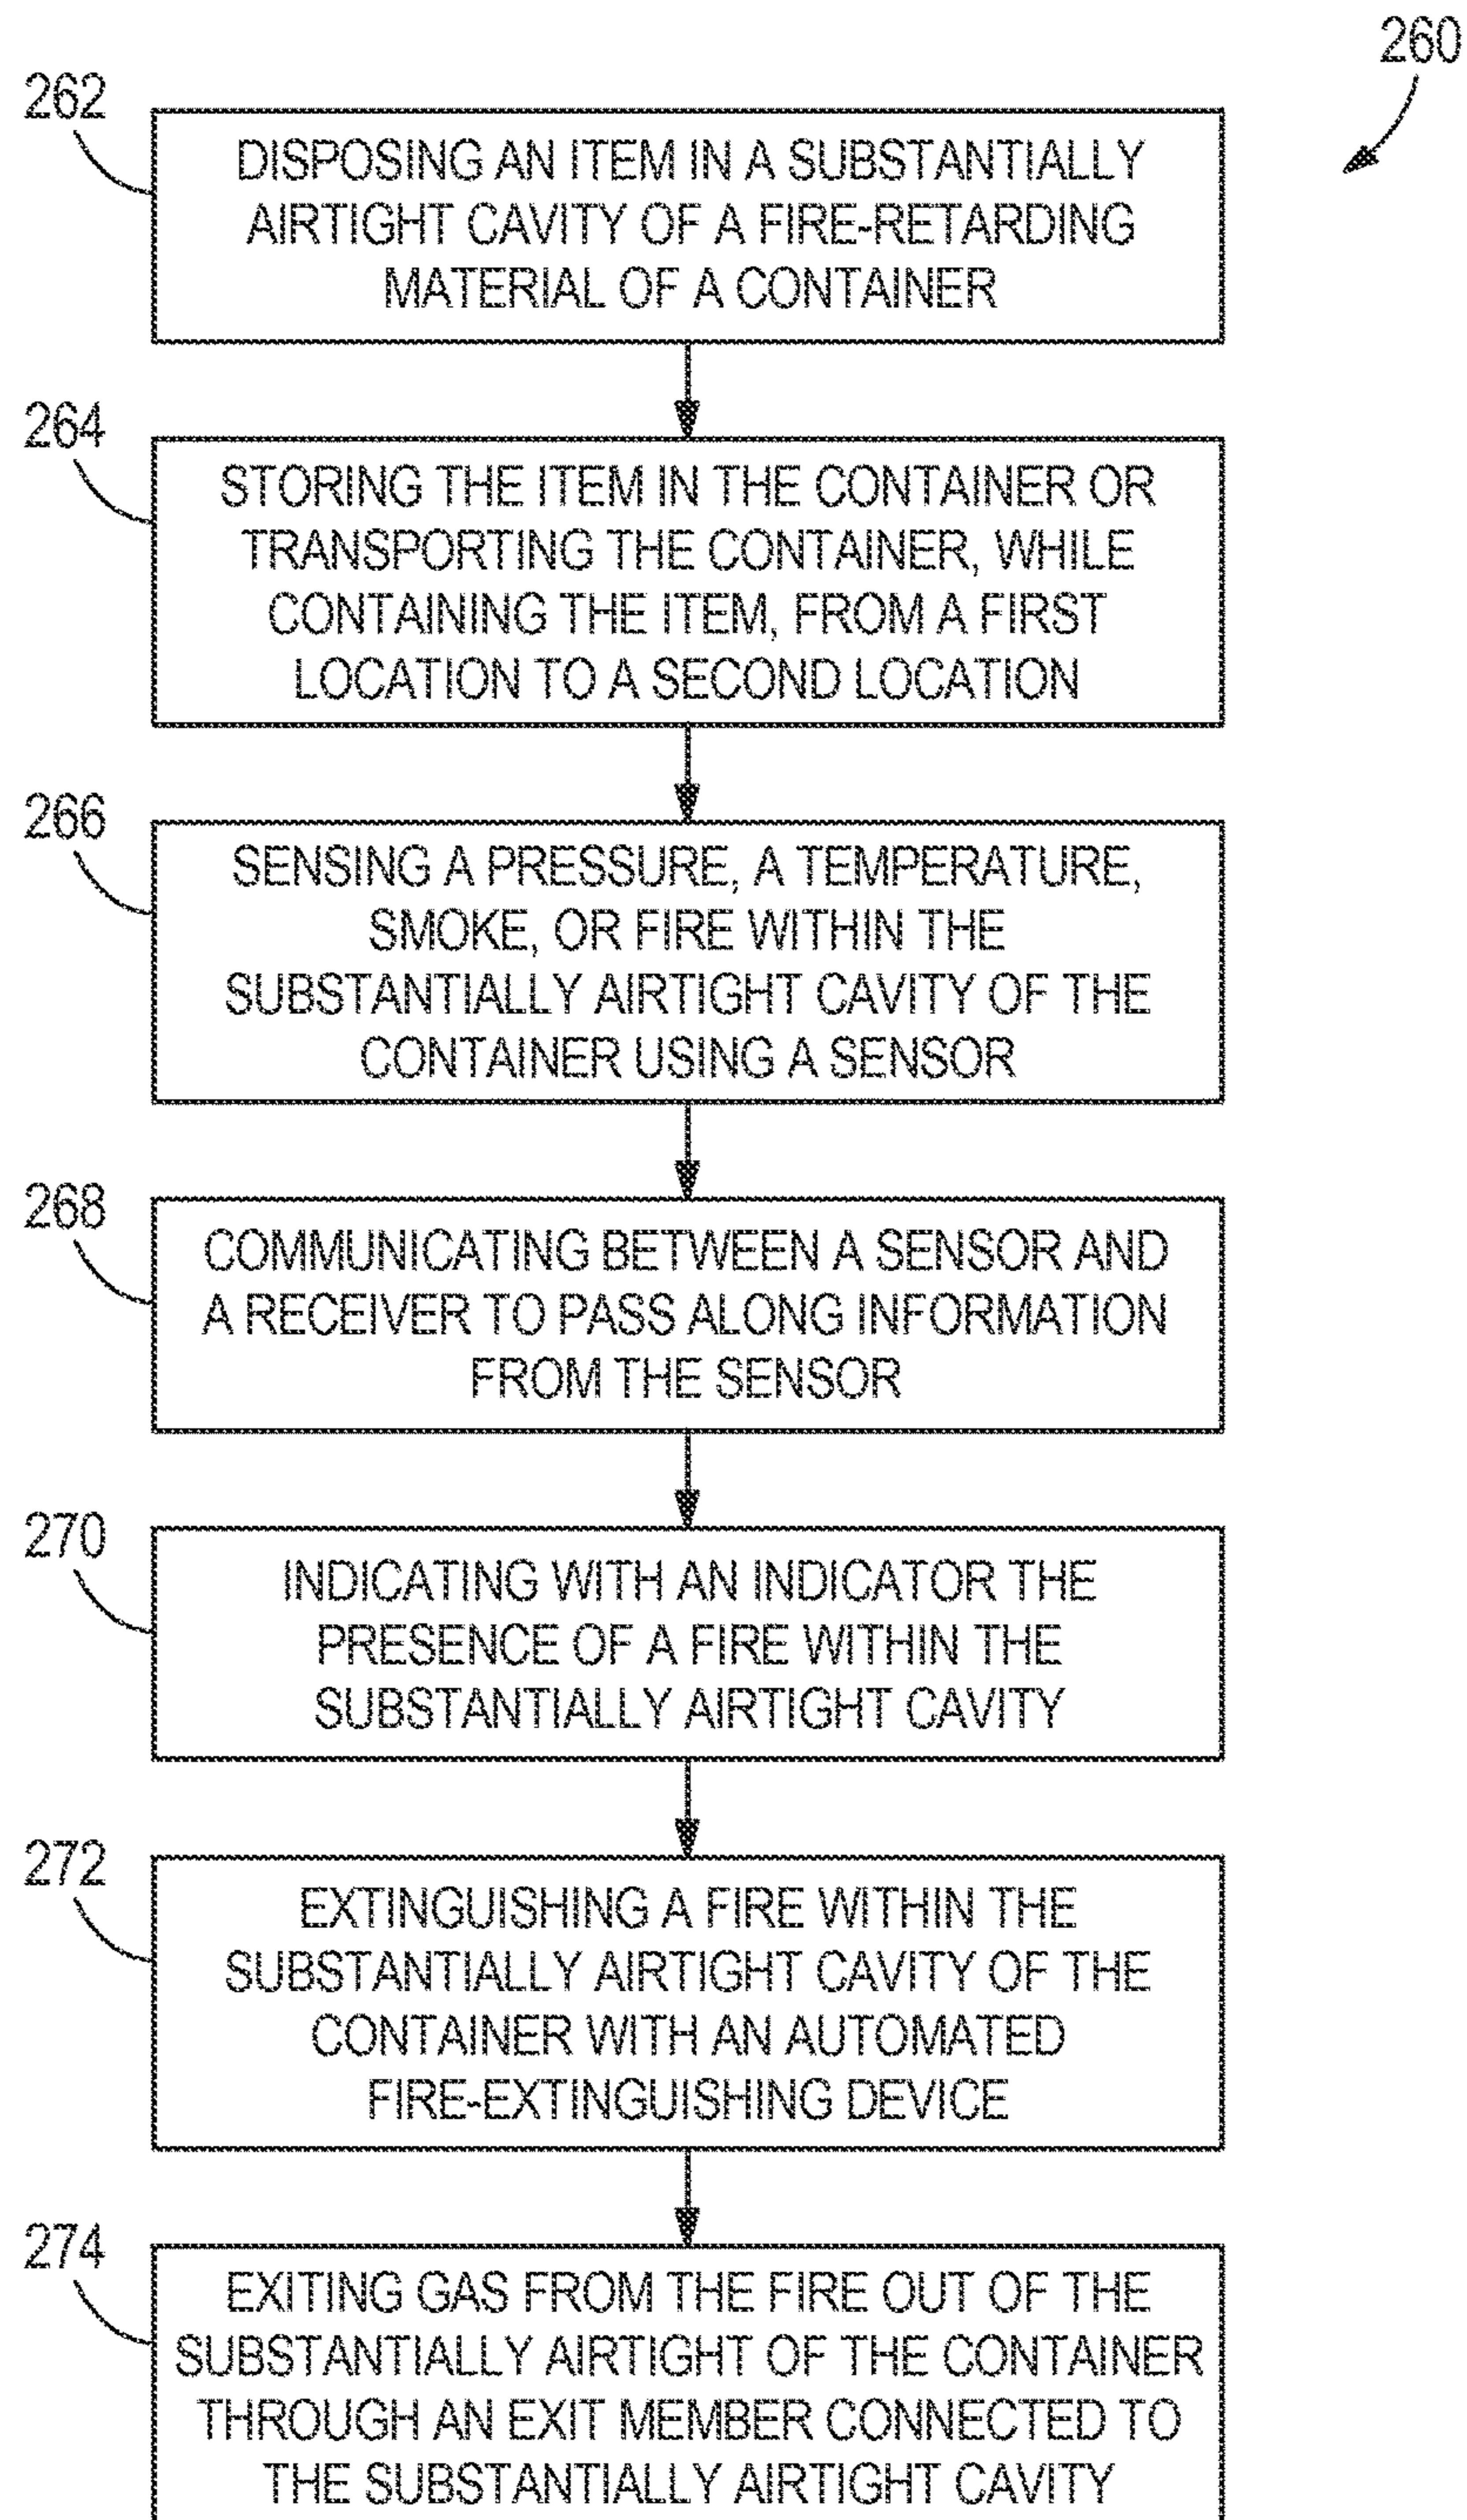 260
262
DISPOSING AN ITEM IN A SUBSTANTIALLY
AIRTIGHT CAVITY OF A FIRE-RETARDING
MATERIAL OF A CONTAINER
264
STORING THE ITEM IN THE CONTAINER OR
TRANSPORTING THE CONTAINER, WHILE
CONTAINING THE ITEM, FROM A FIRST
LOCATION TO A SECOND LOCATION
266
SENSING A PRESSURE, A TEMPERATURE,
SMOKE, OR FIRE WITHIN THE
SUBSTANTIALLY AIRTIGHT CAVITY OF THE
CONTAINER USING A SENSOR
268
COMMUNICATING BETWEEN A SENSOR AND
A RECEIVER TO PASS ALONG INFORMATION
FROM THE SENSOR
270
INDICATING WITH AN INDICATOR THE
PRESENCE OF A FIRE WITHIN THE
SUBSTANTIALLY AIRTIGHT CAVITY
272
EXTINGUISHING A FIRE WITHIN THE
SUBSTANTIALLY AIRTIGHT CAVITY OF THE
CONTAINER WITH AN AUTOMATED
FIRE-EXTINGUISHING DEVICE
274
EXITING GAS FROM THE FIRE OUT OF THE
SUBSTANTIALLY AIRTIGHT OF THE CONTAINER
THROUGH AN EXIT MEMBER CONNECTED TO
THE SUBSTANTIALLY AIRTIGHT CAVITY